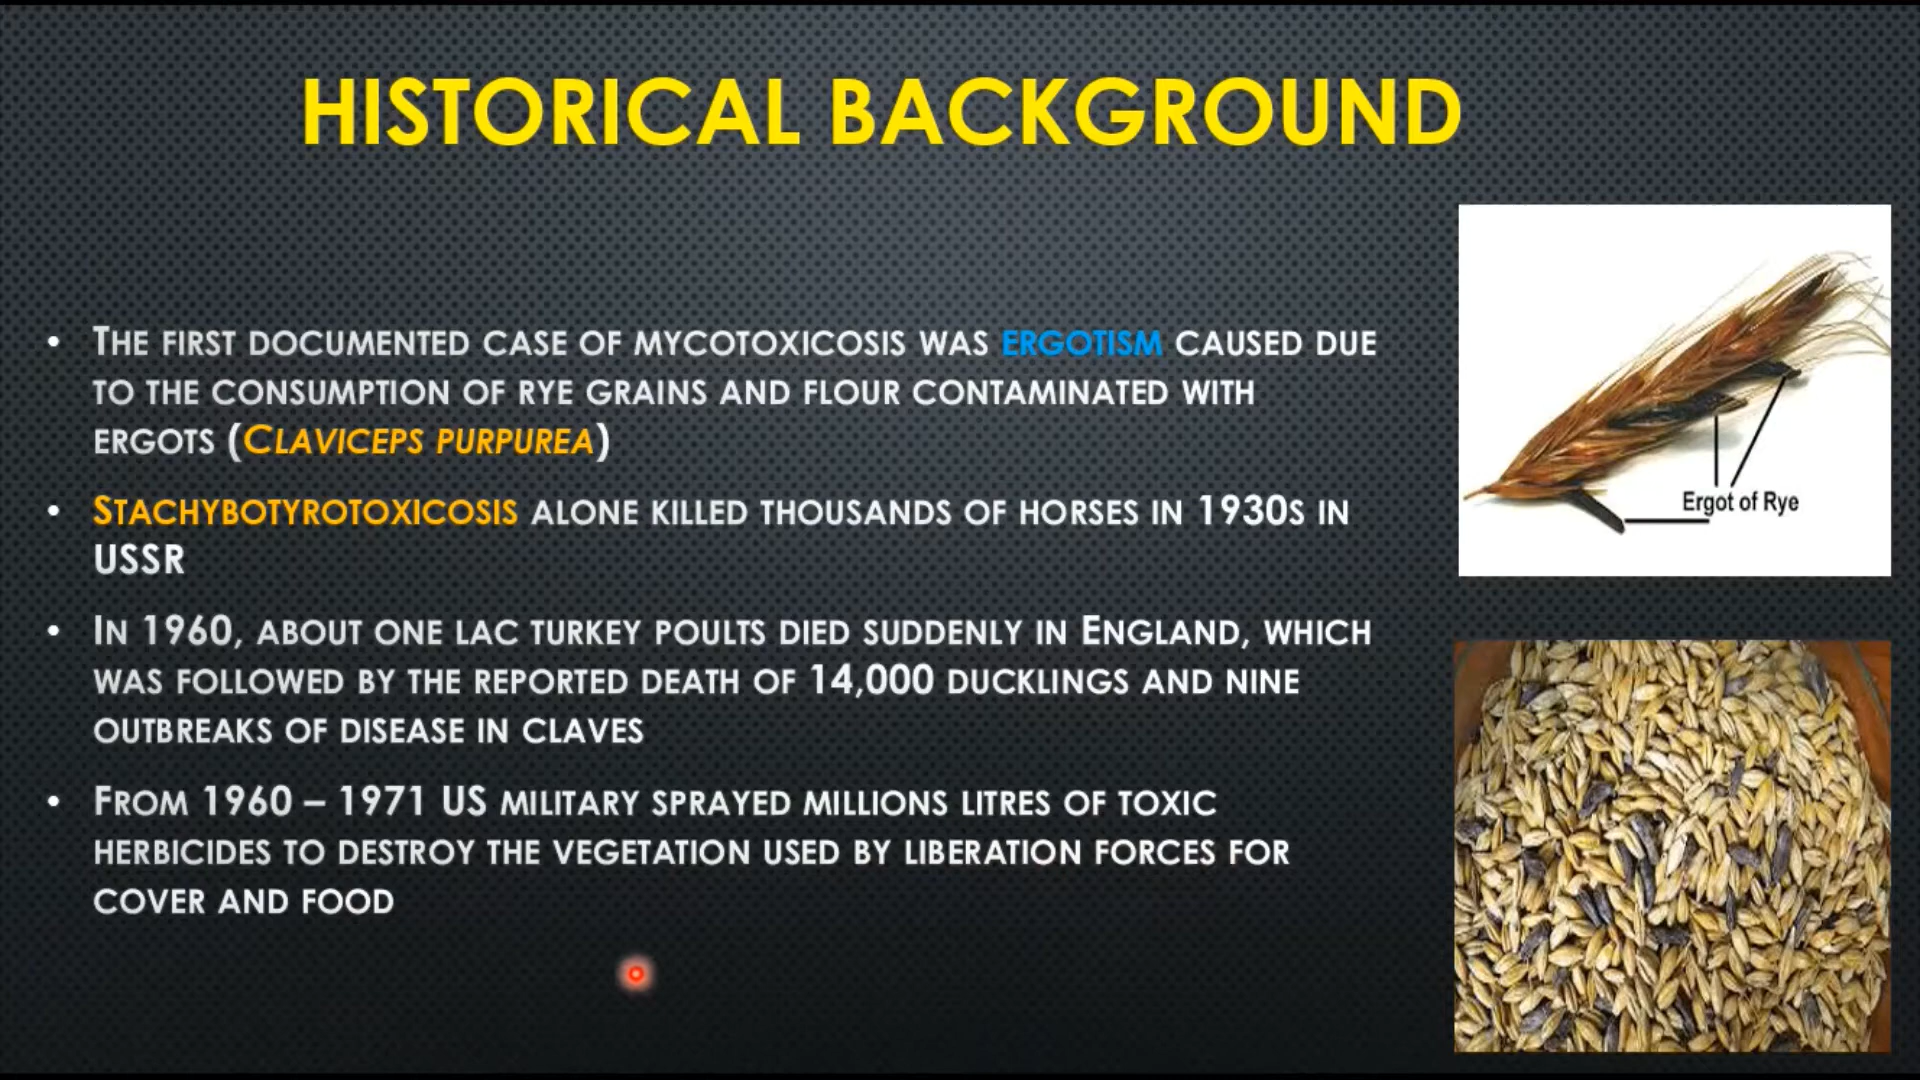 HISTORICAL BACKGROUND
• THE FIRST DOCUMENTED CASE OF MYCOTOXICOSIS WAS ERGOTISM CAUSED DUE
TO THE CONSUMPTION OF RYE GRAINS AND FLOUR CONTAMINATED WITH
ERGOTS (CLAVICEPS PURPUREA)
• STACHYBOTYROTOXICOSIS ALONE KILLED THOUSANDS OF HORSES IN 1930S IN
USSR
• IN 1960, ABOUT ONE LAC TURKEY POULTS DIED SUDDENLY IN ENGLAND, WHICH
WAS FOLLOWED BY THE REPORTED DEATH OF 14,000 DUCKLINGS AND NINE
OUTBREAKS OF DISEASE IN CLAVES
• FROM 1960 – 1971 US MILITARY SPRAYED MILLIONS LITRES OF TOXIC
HERBICIDES TO DESTROY THE VEGETATION USED BY LIBERATION FORCES FOR
COVER AND FOOD
Ergot of Rye